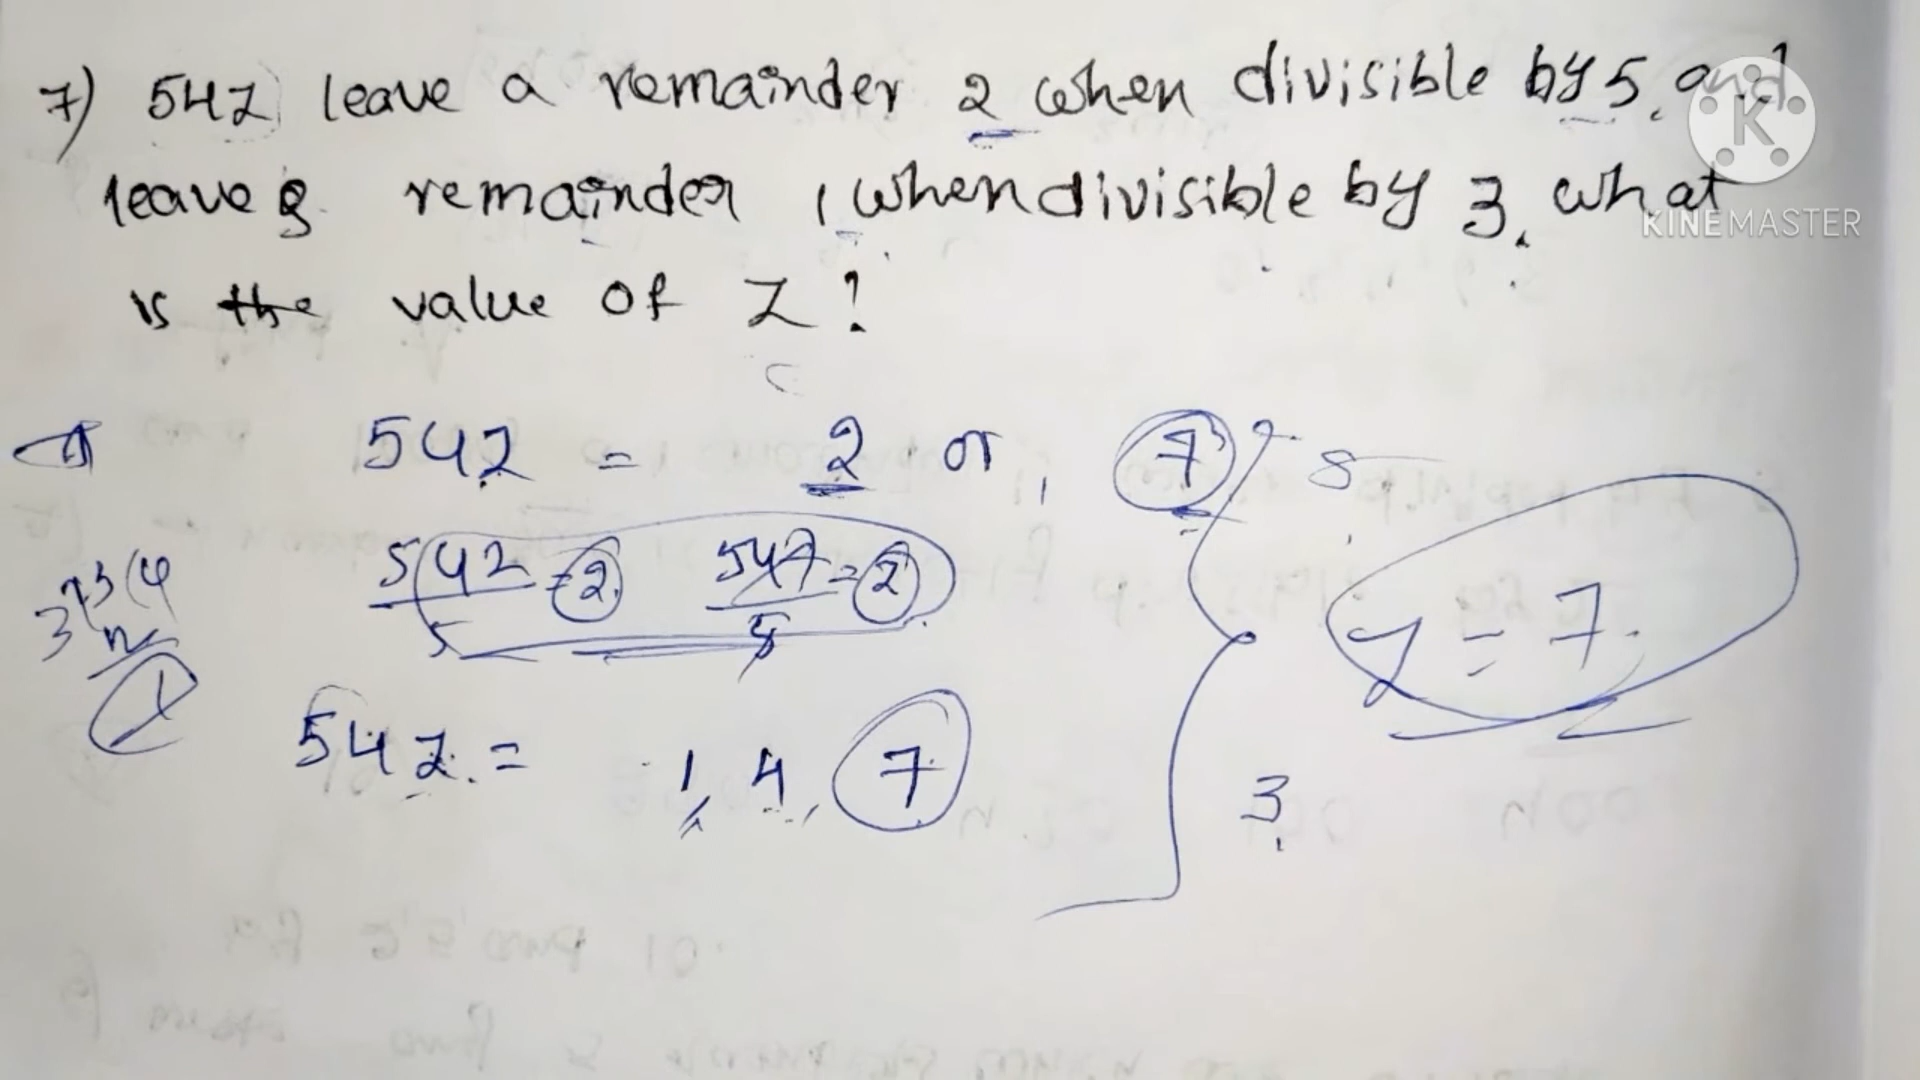 7) 54z leave a remainder 2 when divisible by 5, and
leaves remainder 1 when divisible by 3, what
is the value of Z?
54z = 2 or, 7
542/5 = 2 547/5 = 2
54z = 1, 4, 7
3
y = 7
K
KINEMASTER